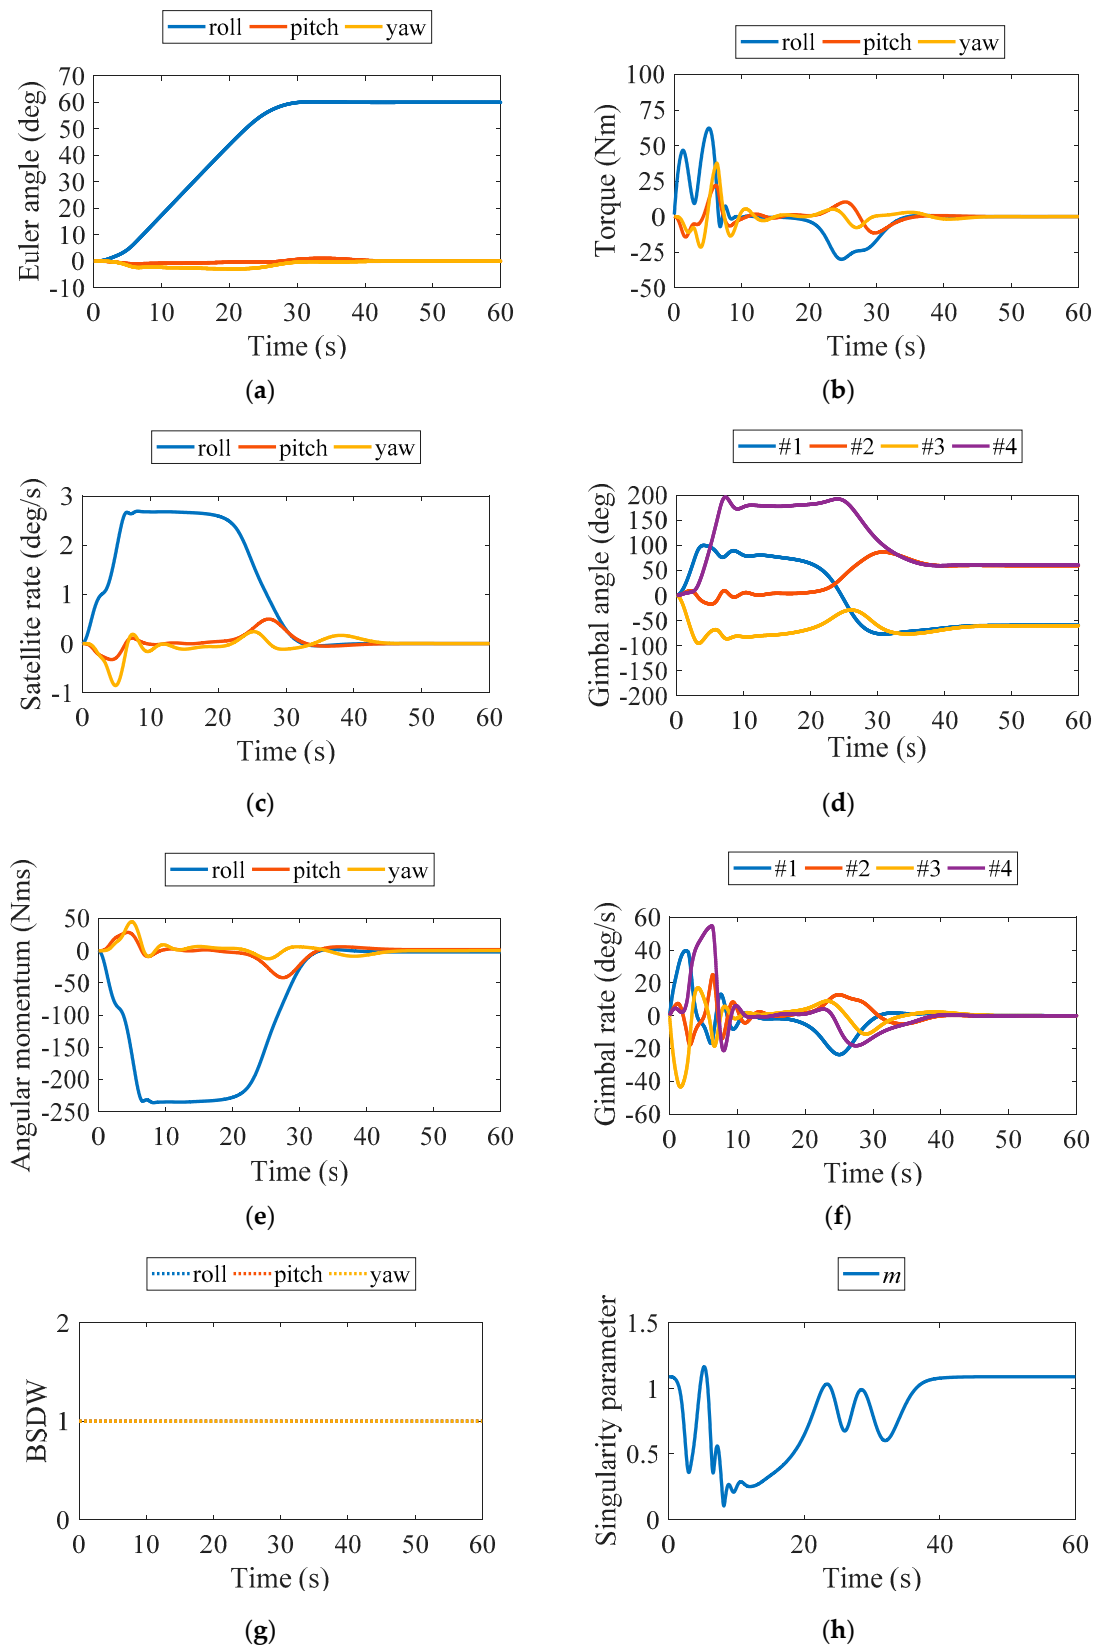 roll pitch yaw
Euler angle (deg)
70
60
50
40
30
20
10
0
-10
0 10 20 30 40 50 60
Time (s)
(a)
roll pitch yaw
Torque (Nm)
100
75
50
25
0
-25
-50
0 10 20 30 40 50 60
Time (s)
(b)
roll pitch yaw
Satellite rate (deg/s)
3
2
1
0
-1
0 10 20 30 40 50 60
Time (s)
(c)
#1 #2 #3 #4
Gimbal angle (deg)
200
150
100
50
0
-50
-100
-150
-200
0 10 20 30 40 50 60
Time (s)
(d)
roll pitch yaw
Angular momentum (Nms)
50
0
-50
-100
-150
-200
-250
0 10 20 30 40 50 60
Time (s)
(e)
#1 #2 #3 #4
Gimbal rate (deg/s)
60
40
20
0
-20
-40
-60
0 10 20 30 40 50 60
Time (s)
(f)
roll pitch yaw
BSDW
2
1
0
0 10 20 30 40 50 60
Time (s)
(g)
m
Singularity parameter
1.5
1
0.5
0
0 20 40 60
Time (s)
(h)